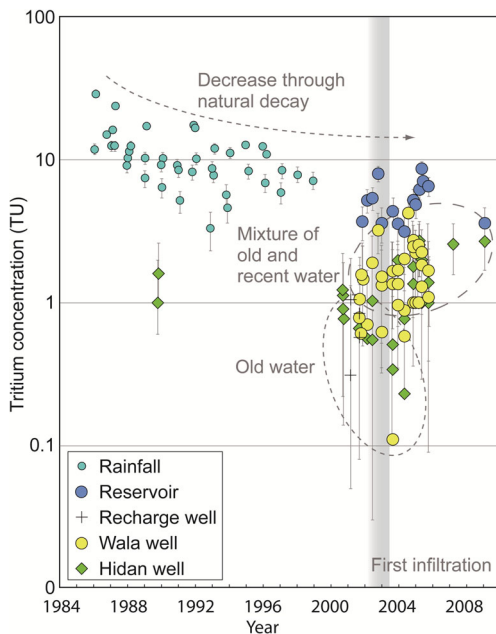 100
10
1
0.1
0
Tritium concentration (TU)
Decrease through
natural decay
Mixture of
old and
recent water
Old water
First infiltration
Rainfall
Reservoir
Recharge well
Wala well
Hidan well
1984 1988 1992 1996 2000 2004 2008
Year